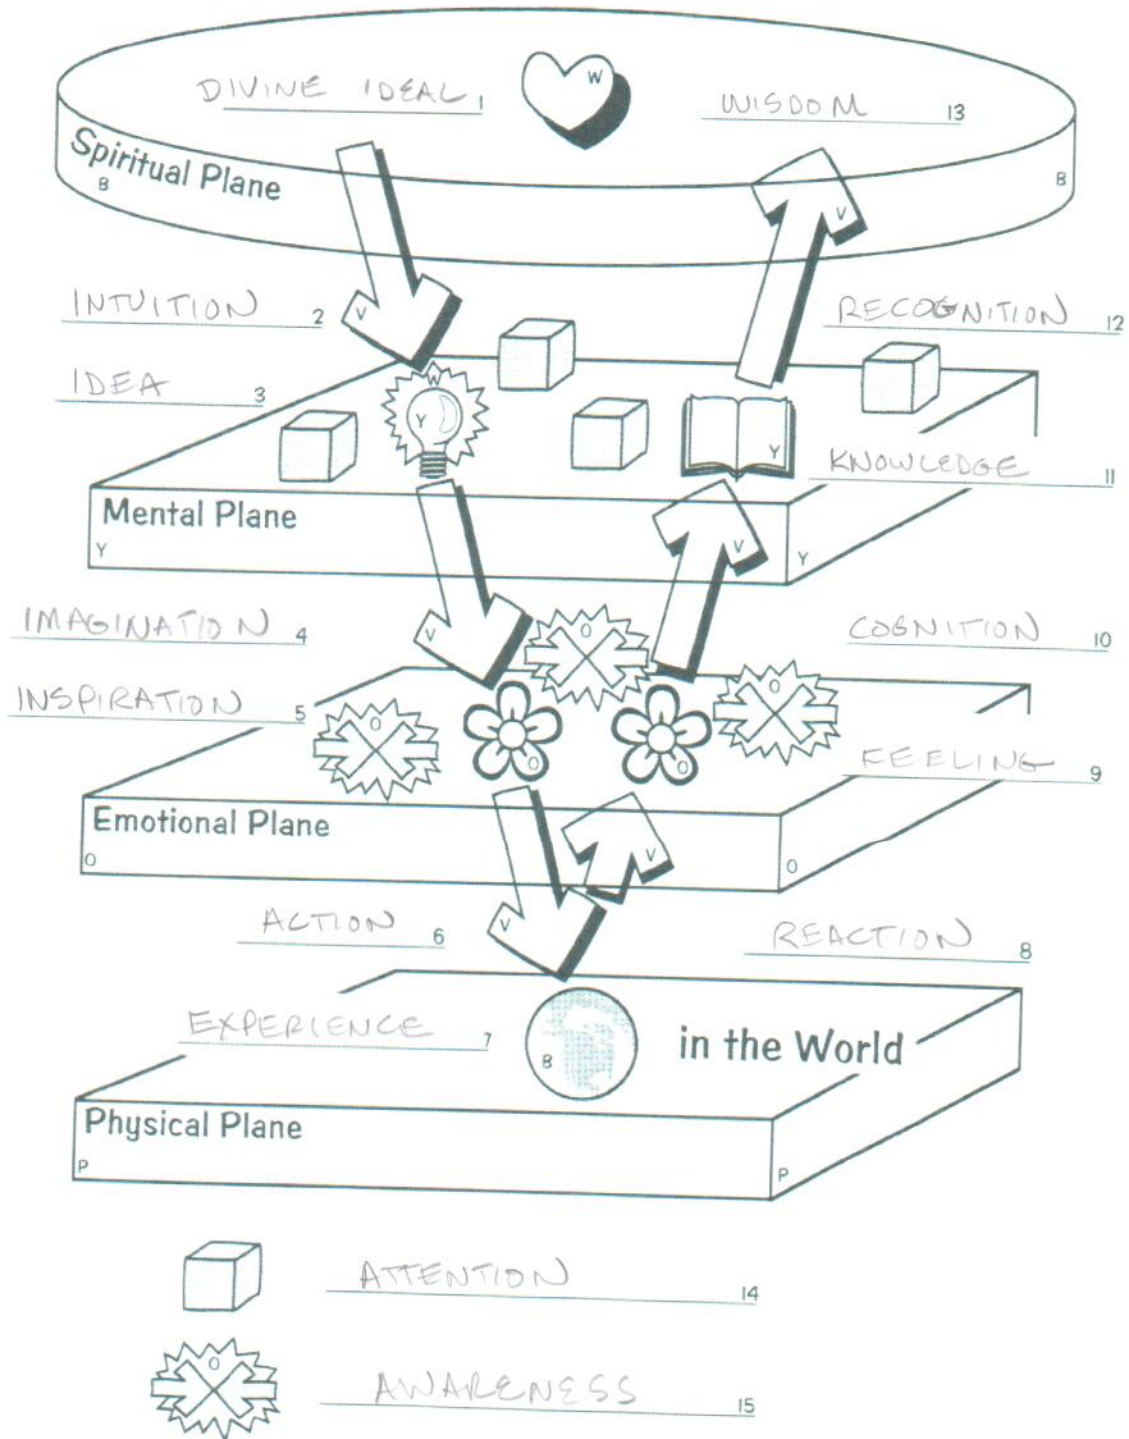 DIVINE IDEAL 1
W
WISDOM 13
Spiritual Plane
B
B
V
V
INTUITION 2
RECOGNITION 12
IDEA 3
W
Y
Y
KNOWLEDGE 11
Mental Plane
Y
Y
V
IMAGINATION 4
V
O
COGNITION 10
INSPIRATION 5
O
O
O
O
FEELING 9
Emotional Plane
O
O
V
ACTION 6
V
REACTION 8
EXPERIENCE 7
B
in the World
Physical Plane
P
P
ATTENTION 14
O
AWARENESS 15